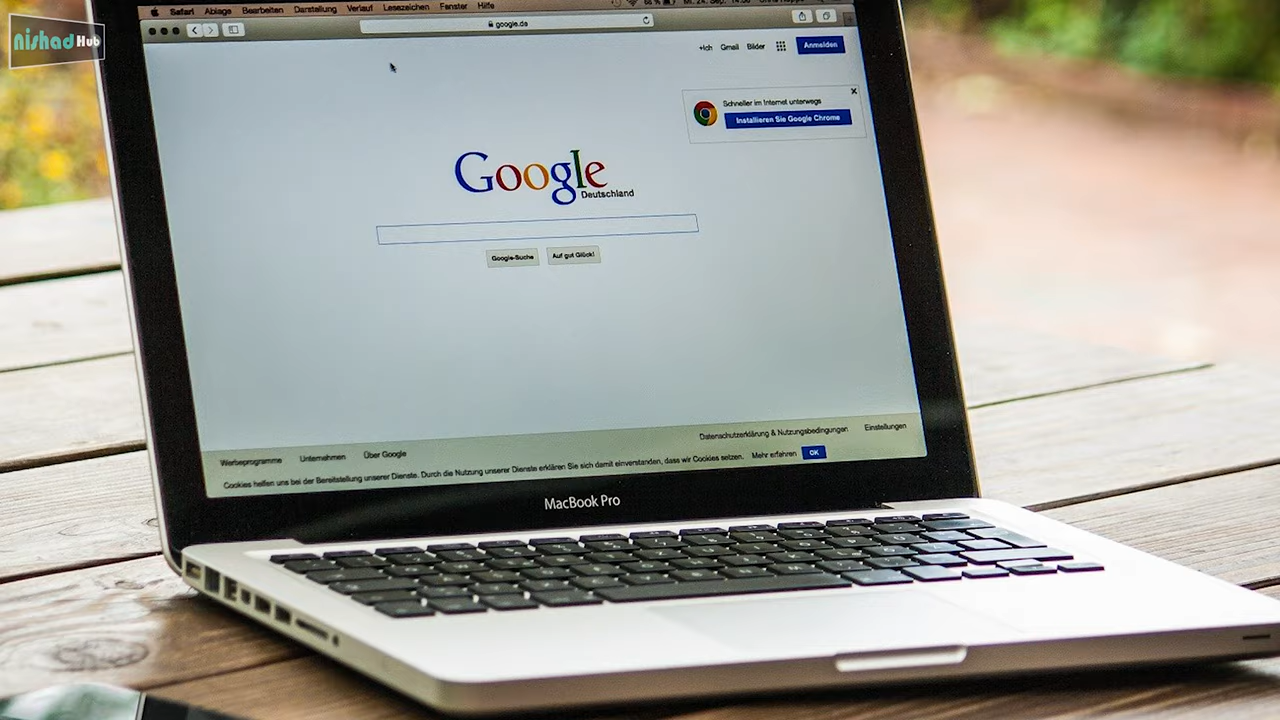 Nishad Hub
Safari Ablage Bearbeiten Darstellung Verlauf Lesezeichen Fenster Hilfe
google.de
+Ich Gmail Bilder Anmelden
Schneller im Internet unterwegs
Installieren Sie Google Chrome
Google
Deutschland
Google-Suche Auf gut Glück!
Datenschutzerklärung & Nutzungsbedingungen Einstellungen
Werbeprogramme Unternehmen Über Google
Cookies helfen uns bei der Bereitstellung unserer Dienste. Durch die Nutzung unserer Dienste erklären Sie sich damit einverstanden, dass wir Cookies setzen. Mehr erfahren OK
MacBook Pro